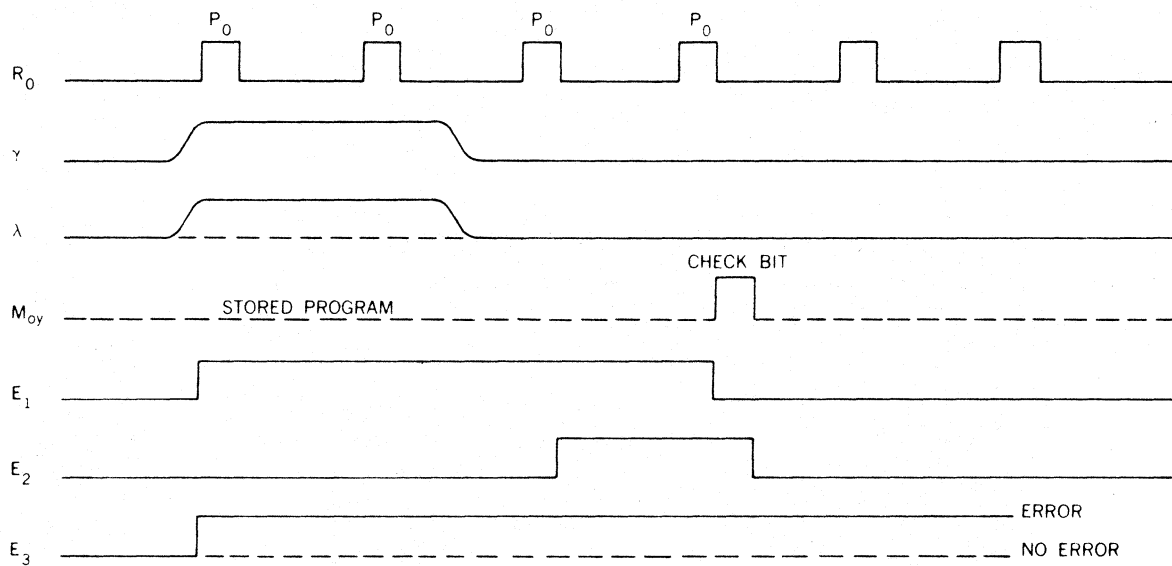 P0 P0 P0 P0
R0
γ
λ
CHECK BIT
Moy STORED PROGRAM
E1
E2
ERROR
E3 NO ERROR